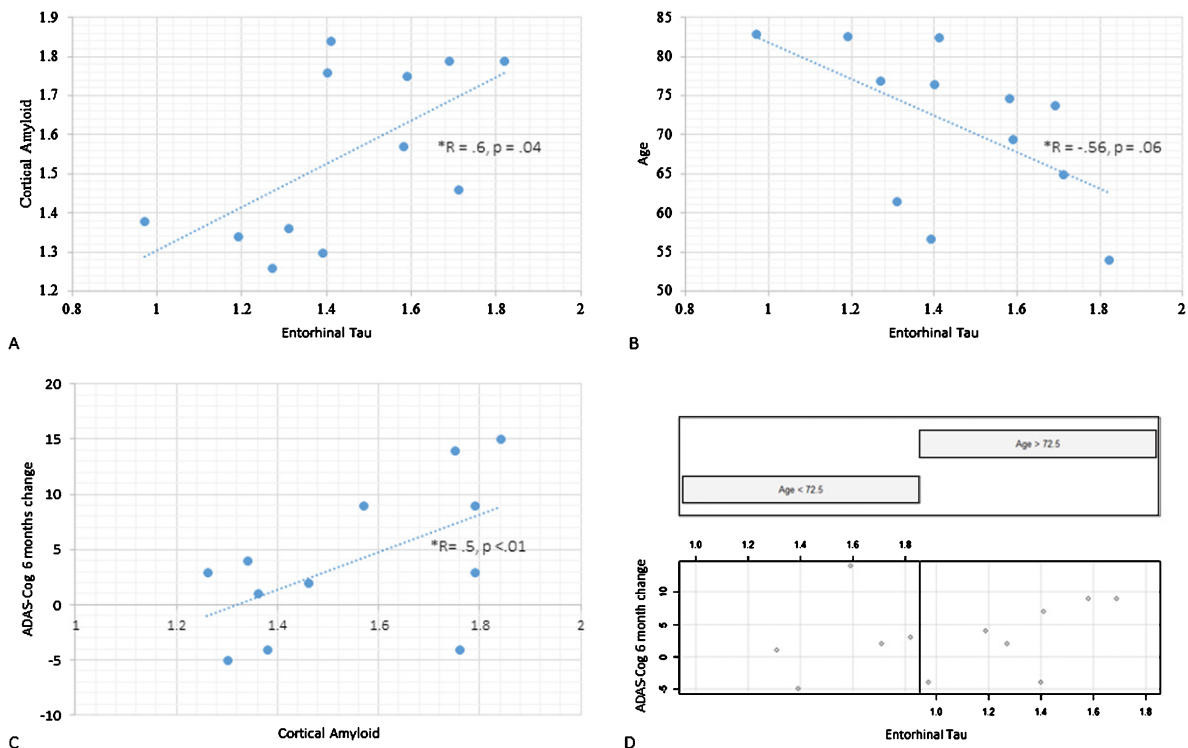 1.9
1.8
1.7
1.6
1.5
1.4
1.3
1.2
Cortical Amyloid
*R = .6, p = .04
0.8 1 1.2 1.4 1.6 1.8 2
Entorhinal Tau
A
85
80
75
70
65
60
55
50
Age
*R = -.56, p = .06
0.8 1 1.2 1.4 1.6 1.8 2
Entorhinal Tau
B
20
15
10
5
0
-5
-10
ADAS-Cog 6 months change
*R= .5, p <.01
1 1.2 1.4 1.6 1.8 2
Cortical Amyloid
C
Age > 72.5
Age < 72.5
1.0 1.4 1.6 1.8
10
5
0
-5
ADAS-Cog 6 month change
1.0 1.2 1.4 1.6 1.8
Entorhinal Tau
D